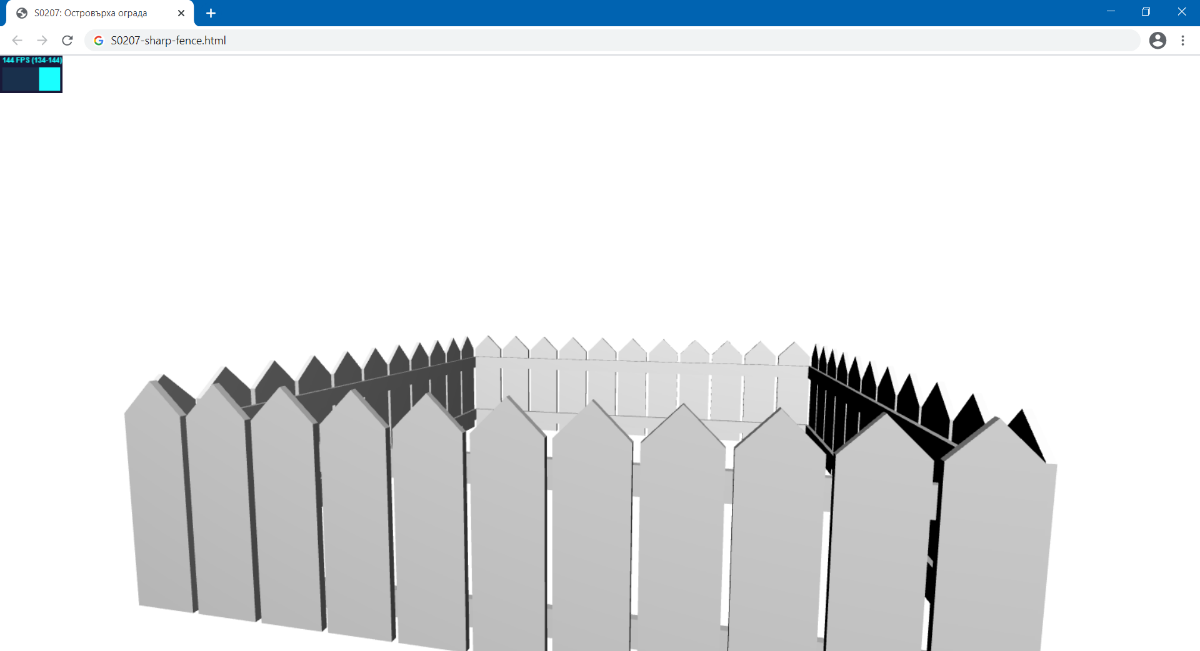 S0207: Островърха ограда
S0207-sharp-fence.html
144 FPS (134-144)